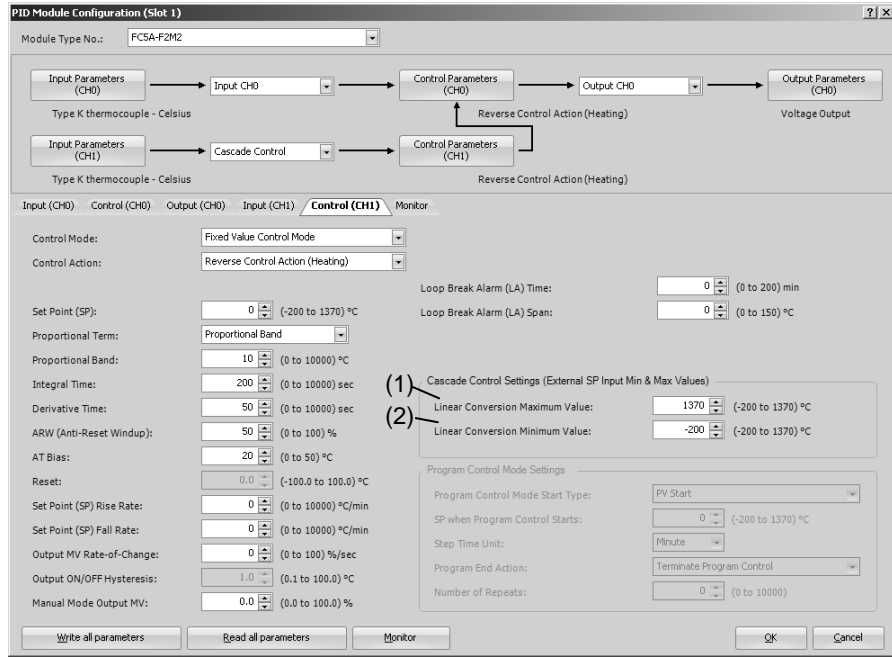 PID Module Configuration (Slot 1)
Module Type No.: FC5A-F2M2
Input Parameters (CH0) Input CH0 Control Parameters (CH0) Output CH0 Output Parameters (CH0)
Type K thermocouple - Celsius Reverse Control Action (Heating) Voltage Output
Input Parameters (CH1) Cascade Control Control Parameters (CH1)
Type K thermocouple - Celsius Reverse Control Action (Heating)
Input (CH0) Control (CH0) Output (CH0) Input (CH1) Control (CH1) Monitor
Control Mode: Fixed Value Control Mode
Control Action: Reverse Control Action (Heating)
Loop Break Alarm (LA) Time: 0 (0 to 200) min
Set Point (SP): 0 (-200 to 1370) ºC
Loop Break Alarm (LA) Span: 0 (0 to 150) ºC
Proportional Term: Proportional Band
Proportional Band: 10 (0 to 10000) ºC
Integral Time: 200 (0 to 10000) sec
Derivative Time: 50 (0 to 10000) sec
ARW (Anti-Reset Windup): 50 (0 to 100) %
AT Bias: 20 (0 to 50) ºC
Reset: 0.0 (-100.0 to 100.0) ºC
Set Point (SP) Rise Rate: 0 (0 to 10000) ºC/min
Set Point (SP) Fall Rate: 0 (0 to 10000) ºC/min
Output MV Rate-of-Change: 0 (0 to 100) %/sec
Output ON/OFF Hysteresis: 1.0 (0.1 to 100.0) ºC
Manual Mode Output MV: 0.0 (0.0 to 100.0) %
Cascade Control Settings (External SP Input Min & Max Values)
(1) Linear Conversion Maximum Value: 1370 (-200 to 1370) ºC
(2) Linear Conversion Minimum Value: -200 (-200 to 1370) ºC
Program Control Mode Settings
Program Control Mode Start Type: PV Start
SP when Program Control Starts: 0 (-200 to 1370) ºC
Step Time Unit: Minute
Program End Action: Terminate Program Control
Number of Repeats: 0 (0 to 10000)
Write all parameters Read all parameters Monitor OK Cancel